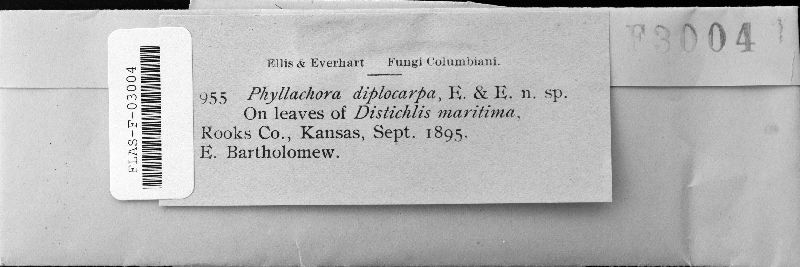 Ellis & Everhart Fungi Columbiani.
955 Phyllachora diplocarpa, E. & E. n. sp.
On leaves of Distichlis maritima,
Rooks Co., Kansas, Sept. 1895.
E. Bartholomew.
FLAS-F-03004
F3004